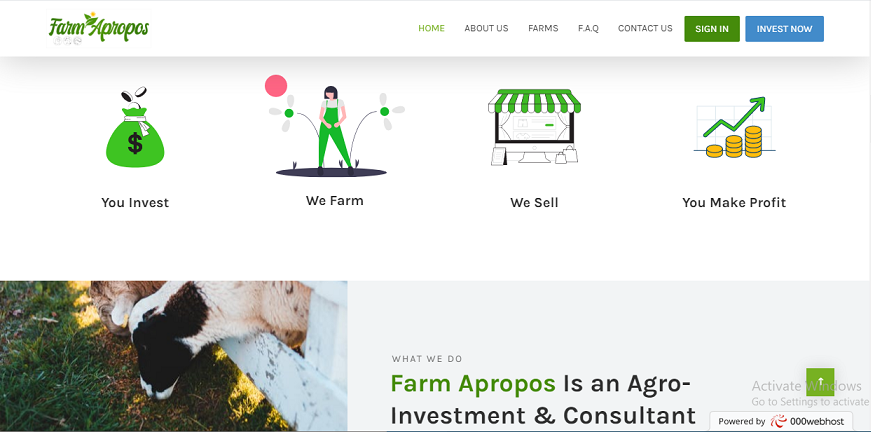 Farm Apropos
HOME ABOUT US FARMS F.A.Q CONTACT US SIGN IN INVEST NOW
$
You Invest We Farm We Sell You Make Profit
WHAT WE DO
Farm Apropos Is an Agro-
Investment & Consultant
Activate Windows
Go to Settings to activate
Powered by 000webhost